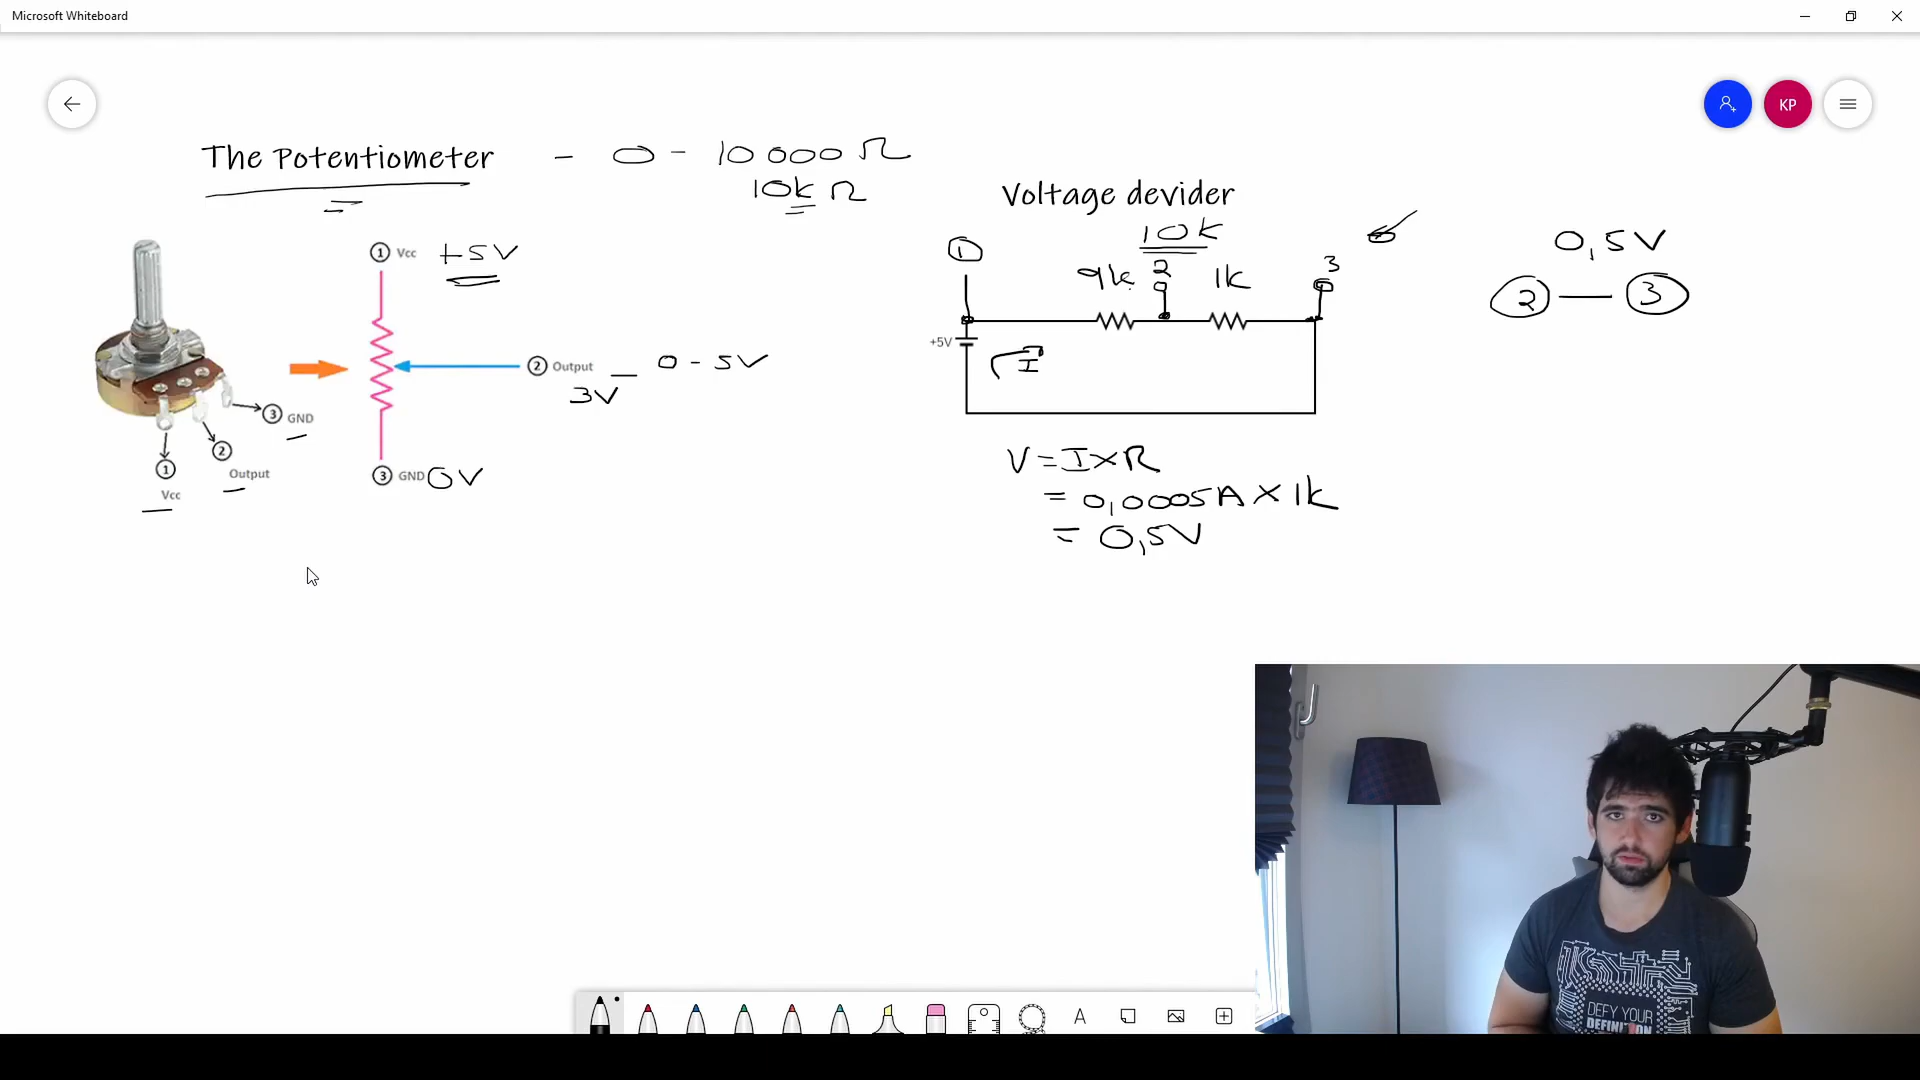 Microsoft Whiteboard
KP
The Potentiometer - 0 - 10 000 Ω
10k Ω
1 Vcc +5V
2 Output - 0 - 5V
3V
3 GND
2
Output
1
Vcc
3 GND 0V
Voltage devider
10k
1
9k 2 1k 3
+5V
I
V = I × R
= 0,0005A × 1k
= 0,5V
0,5V
2 — 3
A
DEFY YOUR